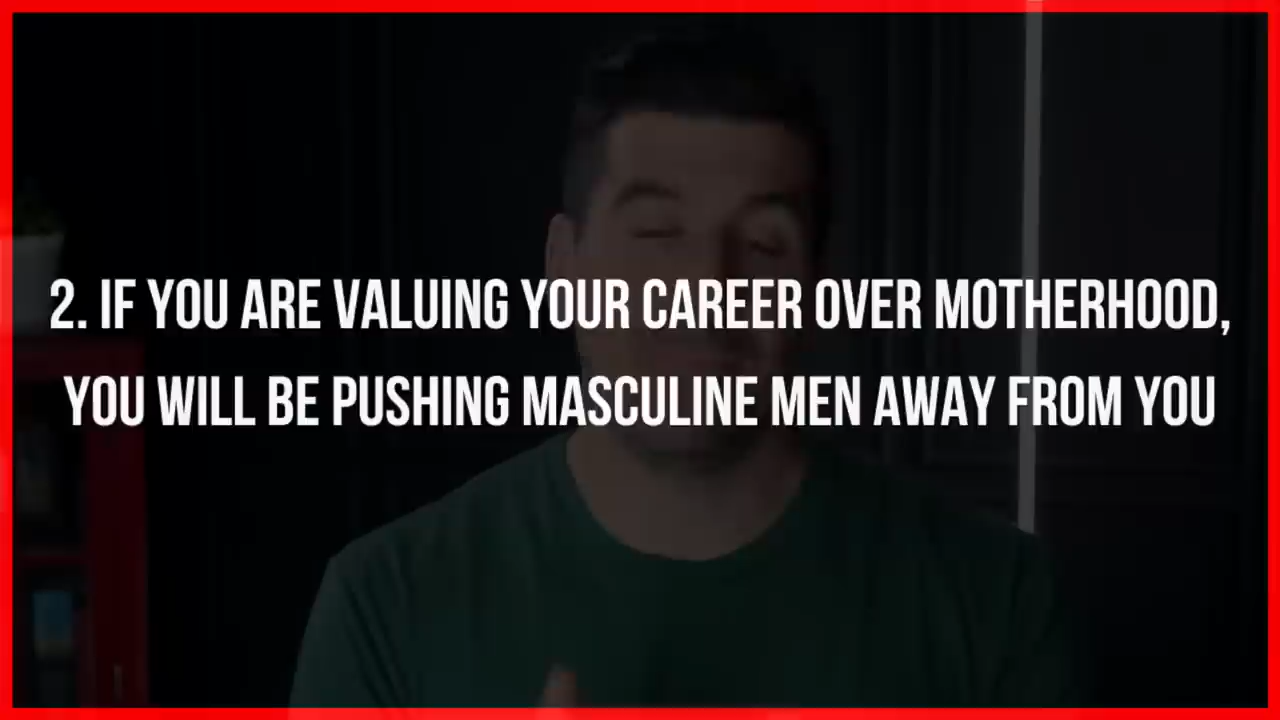 2. IF YOU ARE VALUING YOUR CAREER OVER MOTHERHOOD,
YOU WILL BE PUSHING MASCULINE MEN AWAY FROM YOU